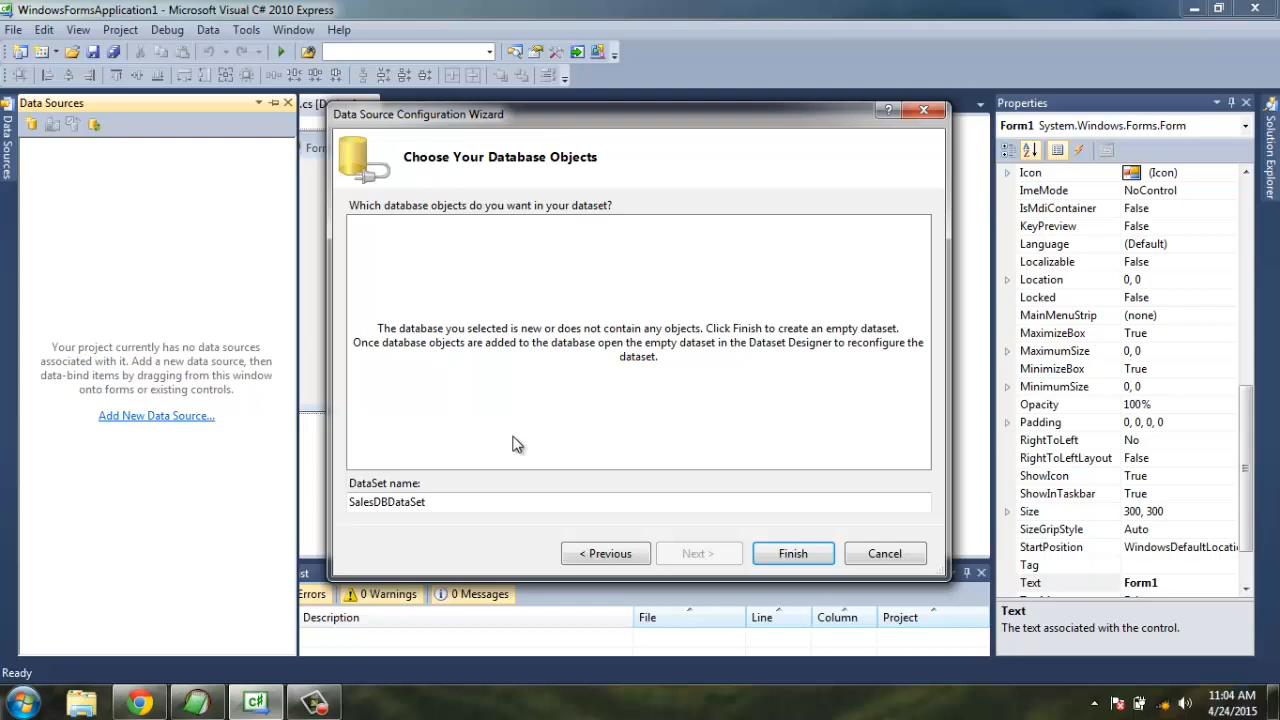 WindowsFormsApplication1 - Microsoft Visual C# 2010 Express
File Edit View Project Debug Data Tools Window Help
Data Sources
.cs [D
Data Source Configuration Wizard
Properties
Form1 System.Windows.Forms.Form
Data Sources
Solution Explorer
For
Choose Your Database Objects
Which database objects do you want in your dataset?
The database you selected is new or does not contain any objects. Click Finish to create an empty dataset.
Once database objects are added to the database open the empty dataset in the Dataset Designer to reconfigure the
dataset.
DataSet name:
SalesDBDataSet
< Previous Next > Finish Cancel
Your project currently has no data sources
associated with it. Add a new data source, then
data-bind items by dragging from this window
onto forms or existing controls.
Add New Data Source...
Icon (Icon)
ImeMode NoControl
IsMdiContainer False
KeyPreview False
Language (Default)
Localizable False
Location 0, 0
Locked False
MainMenuStrip (none)
MaximizeBox True
MaximumSize 0, 0
MinimizeBox True
MinimumSize 0, 0
Opacity 100%
Padding 0, 0, 0, 0
RightToLeft No
RightToLeftLayout False
ShowIcon True
ShowInTaskbar True
Size 300, 300
SizeGripStyle Auto
StartPosition WindowsDefaultLocati
Tag
Text Form1
Text
The text associated with the control.
st
Errors 0 Warnings 0 Messages
Description File Line Column Project
Ready
11:04 AM
4/24/2015